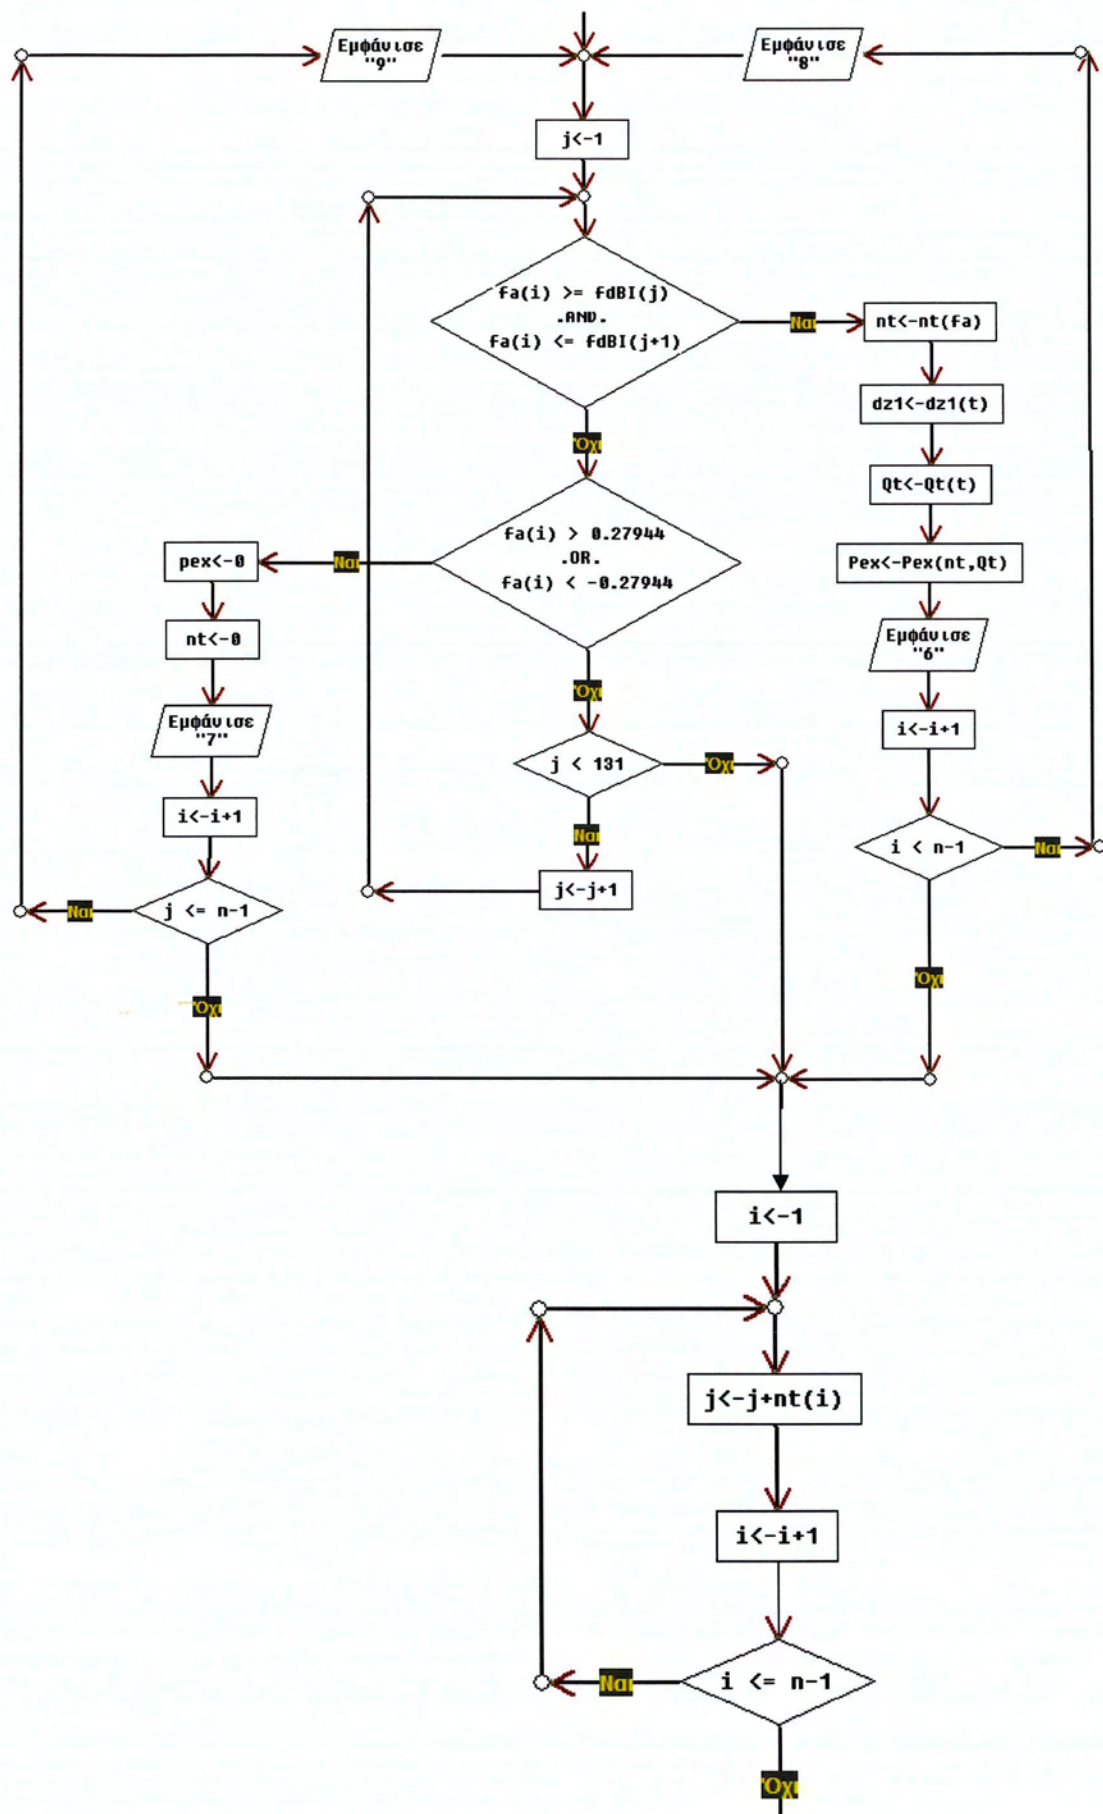 Εμφάνισε
"9"
Εμφάνισε
"8"
j<-1
fa(i) >= fdBI(j)
.AND.
fa(i) <= fdBI(j+1)
Ναι
nt<-nt(fa)
dz1<-dz1(t)
Όχι
Qt<-Qt(t)
fa(i) > 0.27944
.OR.
fa(i) < -0.27944
Ναι
pex<-0
Pex<-Pex(nt,Qt)
nt<-0
Εμφάνισε
"6"
Όχι
Εμφάνισε
"7"
i<-i+1
j < 131
Όχι
i<-i+1
Ναι
i < n-1
Ναι
j<-j+1
j <= n-1
Ναι
Όχι
Όχι
i<-1
j<-j+nt(i)
i<-i+1
i <= n-1
Ναι
Όχι